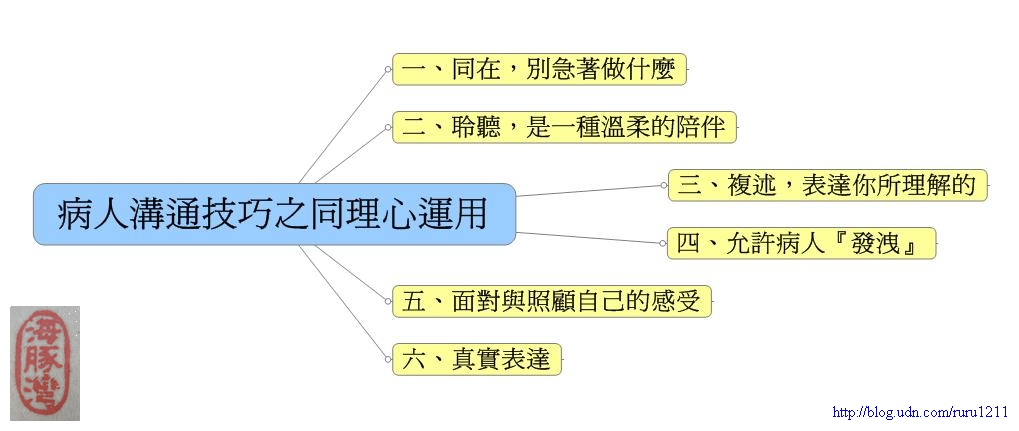 病人溝通技巧之同理心運用
一、同在，別急著做什麼
二、聆聽，是一種溫柔的陪伴
三、複述，表達你所理解的
四、允許病人『發洩』
五、面對與照顧自己的感受
六、真實表達
海豚灣
http://blog.udn.com/ruru1211